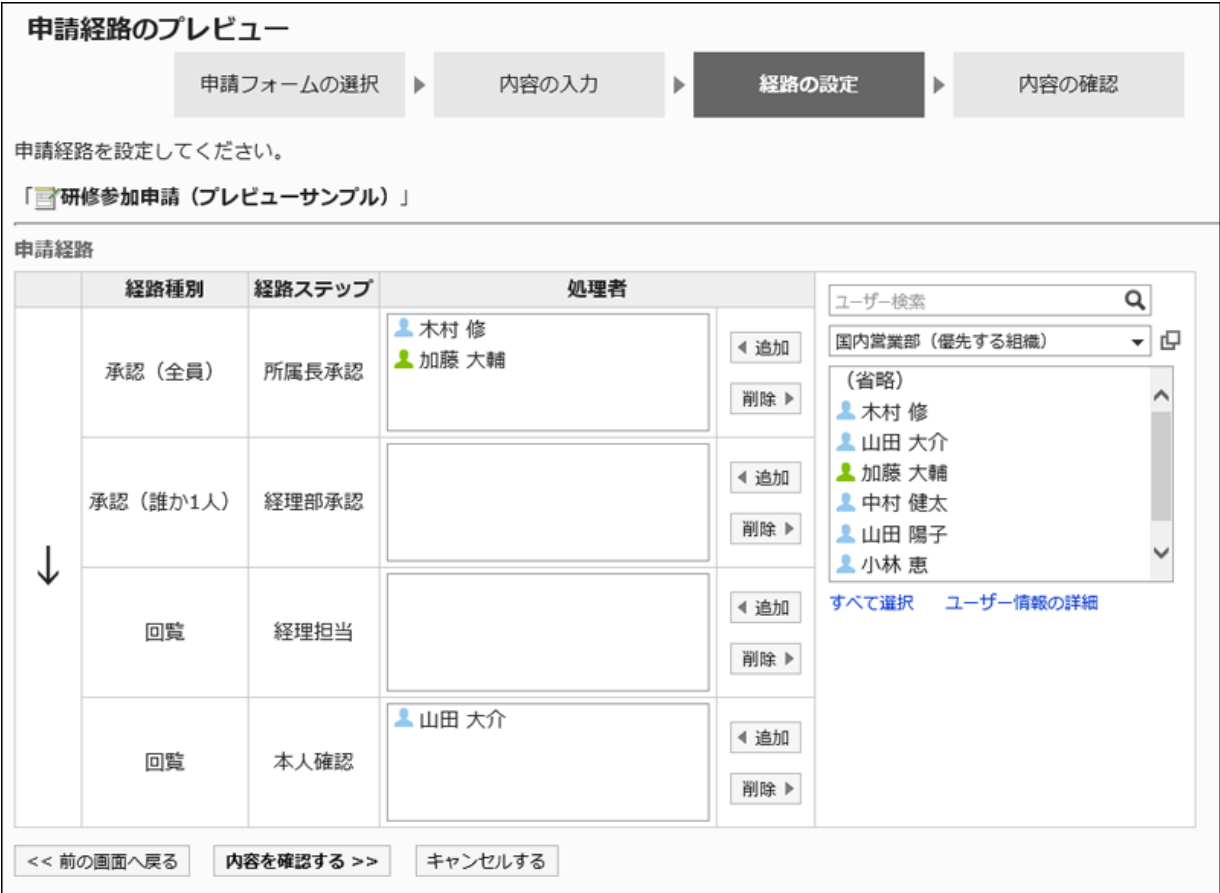 申請経路のプレビュー
申請フォームの選択 ▶ 内容の入力 ▶ 経路の設定 ▶ 内容の確認
申請経路を設定してください。
「研修参加申請（プレビューサンプル）」
申請経路
経路種別 経路ステップ 処理者
承認（全員） 所属長承認
木村 修
加藤 大輔
◀ 追加
削除 ▶
承認（誰か1人） 経理部承認
◀ 追加
削除 ▶
回覧 経理担当
◀ 追加
削除 ▶
回覧 本人確認
山田 大介
◀ 追加
削除 ▶
↓
ユーザー検索
国内営業部（優先する組織）
（省略）
木村 修
山田 大介
加藤 大輔
中村 健太
山田 陽子
小林 恵
すべて選択 ユーザー情報の詳細
<< 前の画面へ戻る 内容を確認する >> キャンセルする